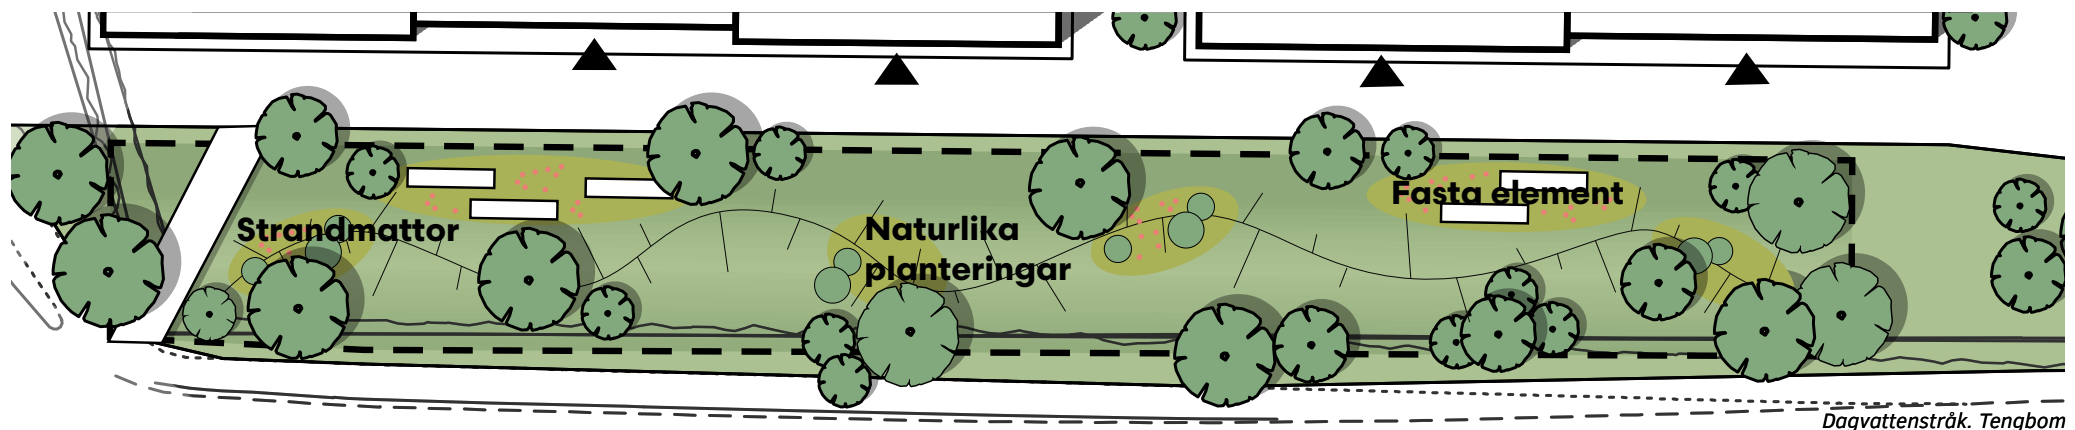 Fasta element
Strandmattor
Naturlika
planteringar
Dagvattenstråk. Tengbom